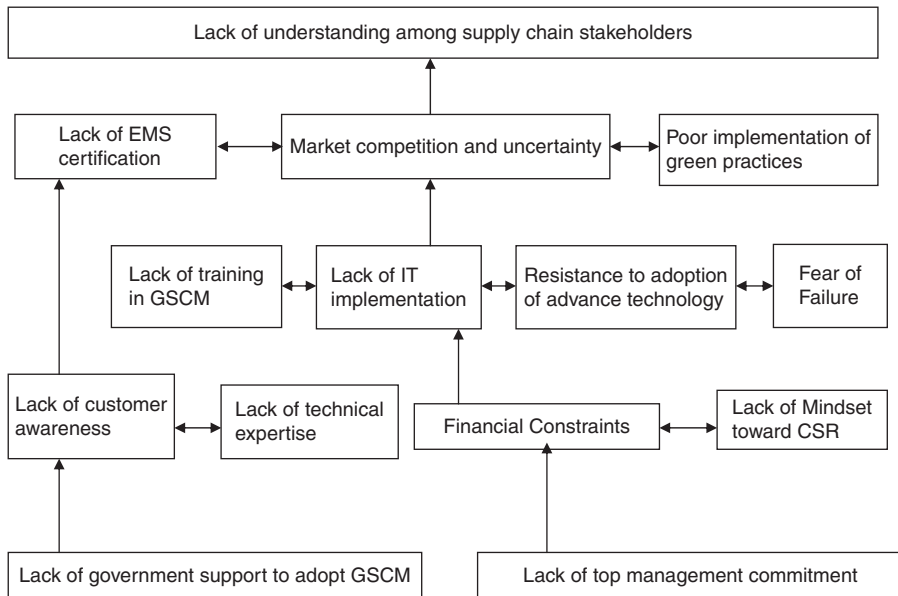 Lack of understanding among supply chain stakeholders
Lack of EMS
certification
Market competition and uncertainty
Poor implementation of
green practices
Lack of training
in GSCM
Lack of IT
implementation
Resistance to adoption
of advance technology
Fear of
Failure
Lack of customer
awareness
Lack of technical
expertise
Financial Constraints
Lack of Mindset
toward CSR
Lack of government support to adopt GSCM
Lack of top management commitment